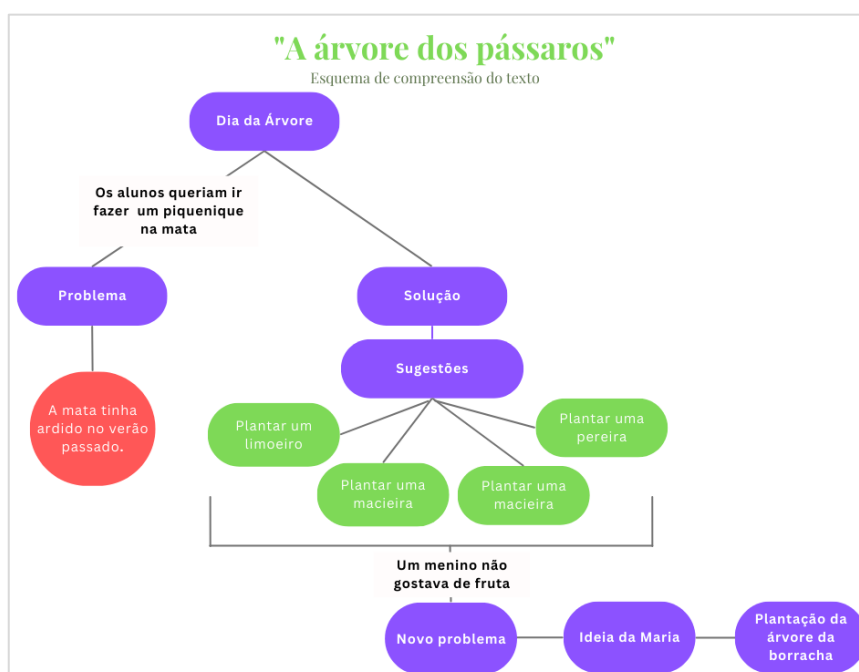 "A árvore dos pássaros"
Esquema de compreensão do texto
Dia da Árvore
Os alunos queriam ir
fazer um piquenique
na mata
Problema
Solução
A mata tinha
ardido no verão
passado.
Sugestões
Plantar um
limoeiro
Plantar uma
macieira
Plantar uma
macieira
Plantar uma
pereira
Um menino não
gostava de fruta
Novo problema
Ideia da Maria
Plantação da
árvore da
borracha